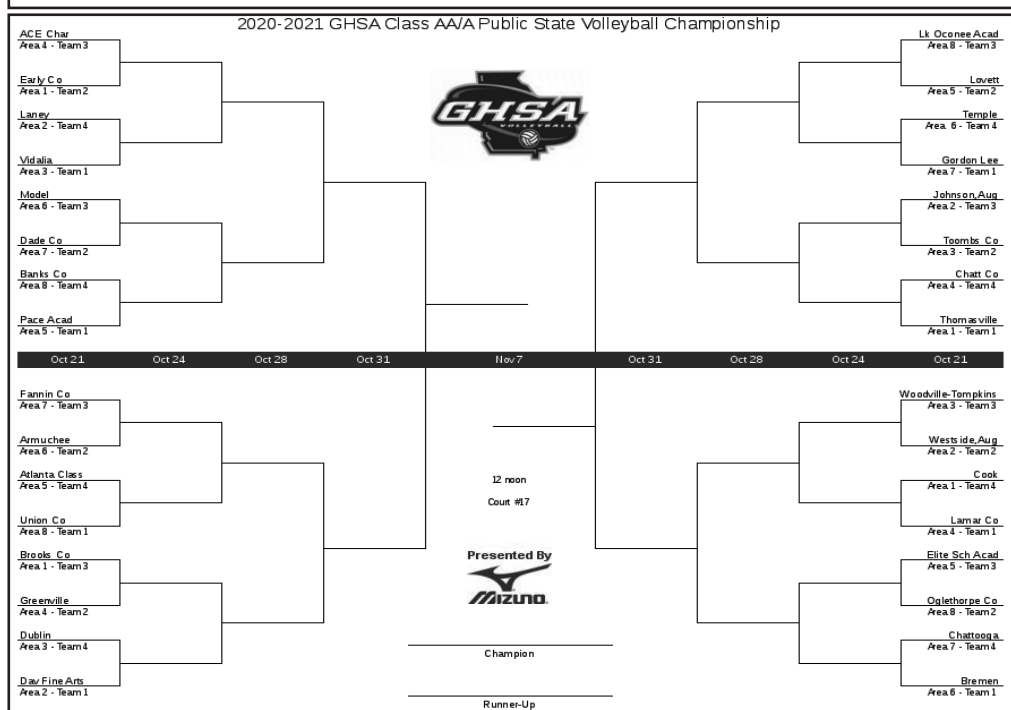 2020-2021 GHSA Class AA/A Public State Volleyball Championship
ACE Char
Area 4 - Team 3
Early Co
Area 1 - Team 2
Laney
Area 2 - Team 4
Vidalia
Area 3 - Team 1
Model
Area 6 - Team 3
Dade Co
Area 7 - Team 2
Banks Co
Area 8 - Team 4
Pace Acad
Area 5 - Team 1
GHSA
VOLLEYBALL
Lk Oconee Acad
Area 8 - Team 3
Lovett
Area 5 - Team 2
Temple
Area 6 - Team 4
Gordon Lee
Area 7 - Team 1
Johnson,Aug
Area 2 - Team 3
Toombs Co
Area 3 - Team 2
Chatt Co
Area 4 - Team 4
Thomasville
Area 1 - Team 1
Oct 21 Oct 24 Oct 28 Oct 31 Nov 7 Oct 31 Oct 28 Oct 24 Oct 21
Fannin Co
Area 7 - Team 3
Armuchee
Area 6 - Team 2
Atlanta Class
Area 5 - Team 4
Union Co
Area 8 - Team 1
Brooks Co
Area 1 - Team 3
Greenville
Area 4 - Team 2
Dublin
Area 3 - Team 4
Dav Fine Arts
Area 2 - Team 1
12 noon
Court #17
Presented By
MIZUNO
Champion
Runner-Up
Woodville-Tompkins
Area 3 - Team 3
Westside,Aug
Area 2 - Team 2
Cook
Area 1 - Team 4
Lamar Co
Area 4 - Team 1
Elite Sch Acad
Area 5 - Team 3
Oglethorpe Co
Area 8 - Team 2
Chattooga
Area 7 - Team 4
Bremen
Area 6 - Team 1